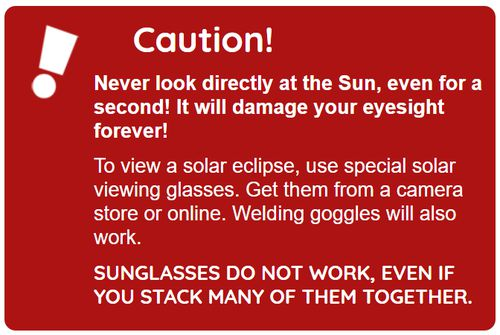 Caution!
Never look directly at the Sun, even for a
second! It will damage your eyesight
forever!
To view a solar eclipse, use special solar
viewing glasses. Get them from a camera
store or online. Welding goggles will also
work.
SUNGLASSES DO NOT WORK, EVEN IF
YOU STACK MANY OF THEM TOGETHER.